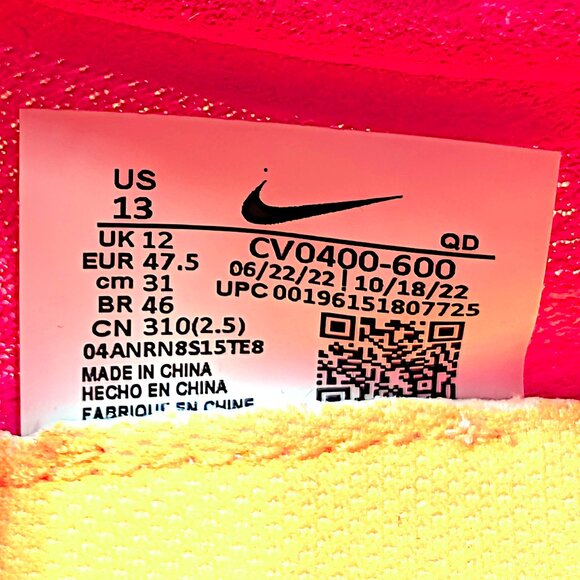 US
13
QD
UK 12
CV0400-600
EUR 47.5
06/22/22 | 10/18/22
cm 31
UPC 00196151807725
BR 46
CN 310(2.5)
04ANRN8S15TE8
MADE IN CHINA
HECHO EN CHINA
FABRIQUE EN CHINE